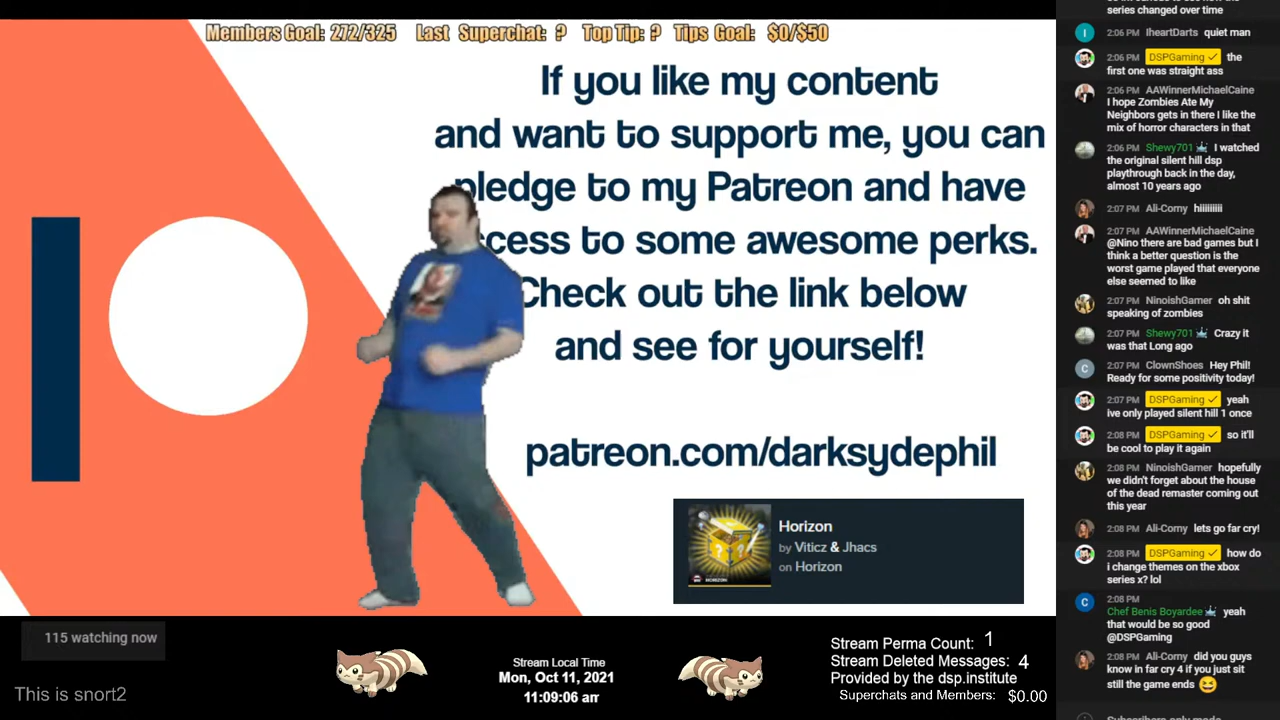 Members Goal: 272/325 Last Superchat: ? Top Tip: ? Tips Goal: $0/$50
If you like my content
and want to support me, you can
pledge to my Patreon and have
ccess to some awesome perks.
Check out the link below
and see for yourself!
patreon.com/darksydephil
Horizon
by Viticz & Jhacs
on Horizon
HORIZON
115 watching now
This is snort2
Stream Local Time
Mon, Oct 11, 2021
11:09:06 am
Stream Perma Count: 1
Stream Deleted Messages: 4
Provided by the dsp.institute
Superchats and Members: $0.00
series changed over time
I 2:06 PM IheartDarts quiet man
2:06 PM DSPGaming ✓ the
first one was straight ass
2:06 PM AAWinnerMichaelCaine
I hope Zombies Ate My
Neighbors gets in there I like the
mix of horror characters in that
2:06 PM Shewy701 I watched
the original silent hill dsp
playthrough back in the day,
almost 10 years ago
2:07 PM Ali-Corny hiiiiiiiii
2:07 PM AAWinnerMichaelCaine
@Nino there are bad games but I
think a better question is the
worst game played that everyone
else seemed to like
2:07 PM NinoishGamer oh shit
speaking of zombies
2:07 PM Shewy701 Crazy it
was that Long ago
C 2:07 PM ClownShoes Hey Phil!
Ready for some positivity today!
2:07 PM DSPGaming ✓ yeah
ive only played silent hill 1 once
2:08 PM DSPGaming ✓ so it'll
be cool to play it again
2:08 PM NinoishGamer hopefully
we didn't forget about the house
of the dead remaster coming out
this year
2:08 PM Ali-Corny lets go far cry!
2:08 PM DSPGaming ✓ how do
i change themes on the xbox
series x? lol
C 2:08 PM
Chef Benis Boyardee yeah
that would be so good
@DSPGaming
2:08 PM Ali-Corny did you guys
know in far cry 4 if you just sit
still the game ends 😆